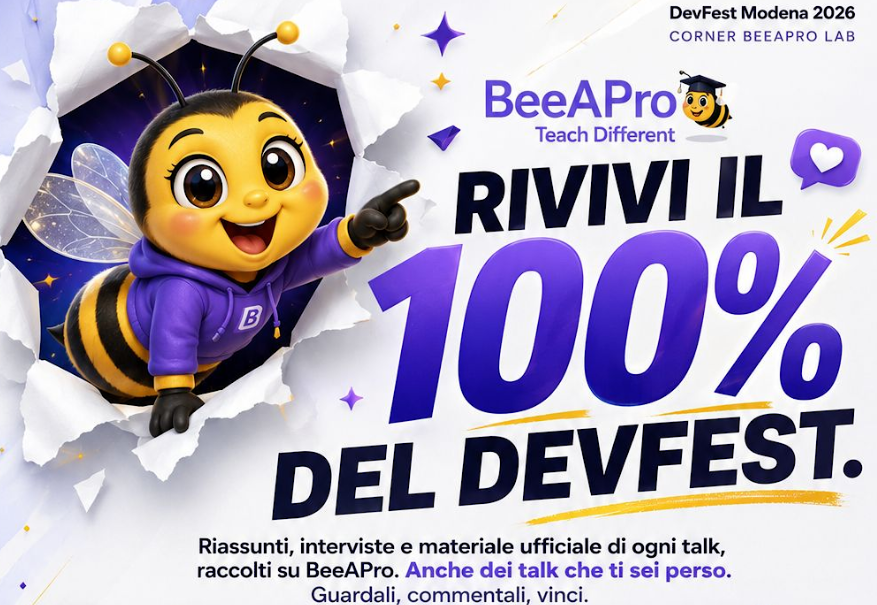 DevFest Modena 2026
CORNER BEEAPRO LAB
BeeAPro
Teach Different
RIVIVI IL
100%
DEL DEVFEST.
B
Riassunti, interviste e materiale ufficiale di ogni talk,
raccolti su BeeAPro. Anche dei talk che ti sei perso.
Guardali, commentali, vinci.